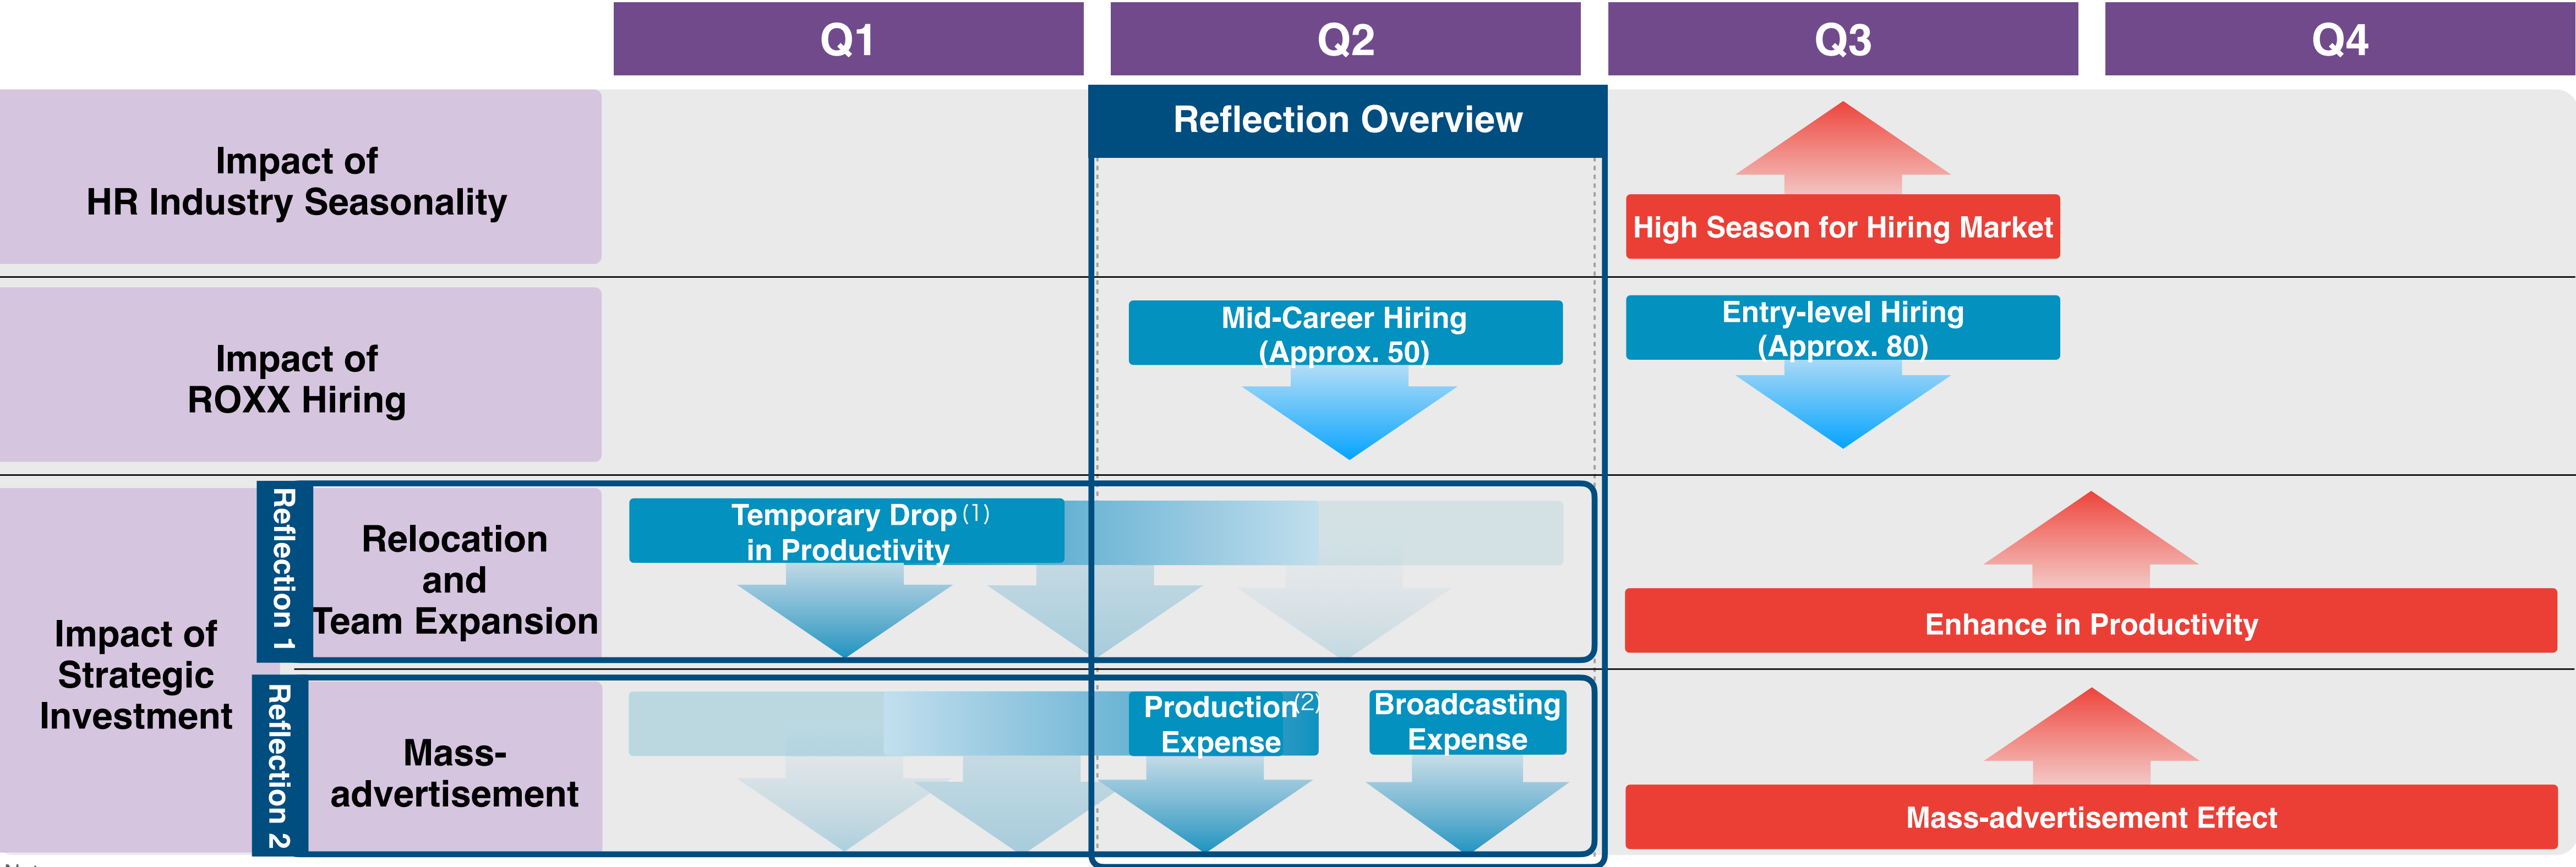 Q1
Q2
Q3
Q4
Reflection Overview
Impact of
HR Industry Seasonality
High Season for Hiring Market
Impact of
ROXX Hiring
Mid-Career Hiring
(Approx. 50)
Entry-level Hiring
(Approx. 80)
Impact of
Strategic
Investment
Reflection 1
Relocation
and
Team Expansion
Temporary Drop (1)
in Productivity
Enhance in Productivity
Reflection 2
Mass-
advertisement
Production(2)
Expense
Broadcasting
Expense
Mass-advertisement Effect